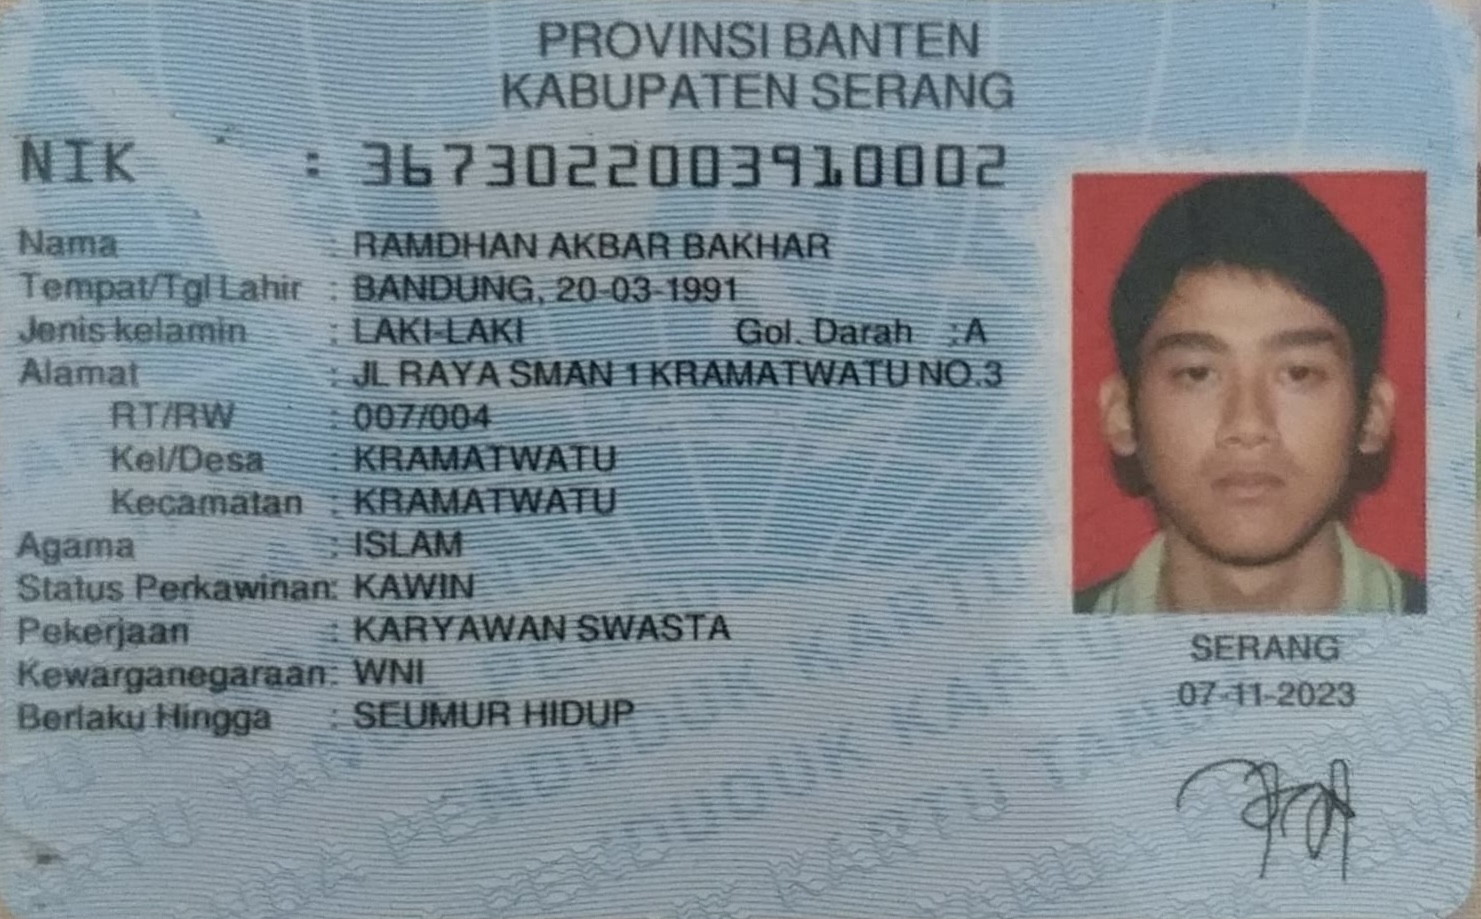 PROVINSI BANTEN
KABUPATEN SERANG
NIK : 3673022003910002
Nama : RAMDHAN AKBAR BAKHAR
Tempat/Tgl Lahir : BANDUNG, 20-03-1991
Jenis kelamin : LAKI-LAKI Gol. Darah : A
Alamat : JL RAYA SMAN 1 KRAMATWATU NO.3
RT/RW : 007/004
Kel/Desa : KRAMATWATU
Kecamatan : KRAMATWATU
Agama : ISLAM
Status Perkawinan: KAWIN
Pekerjaan : KARYAWAN SWASTA
Kewarganegaraan: WNI
Berlaku Hingga : SEUMUR HIDUP
SERANG
07-11-2023